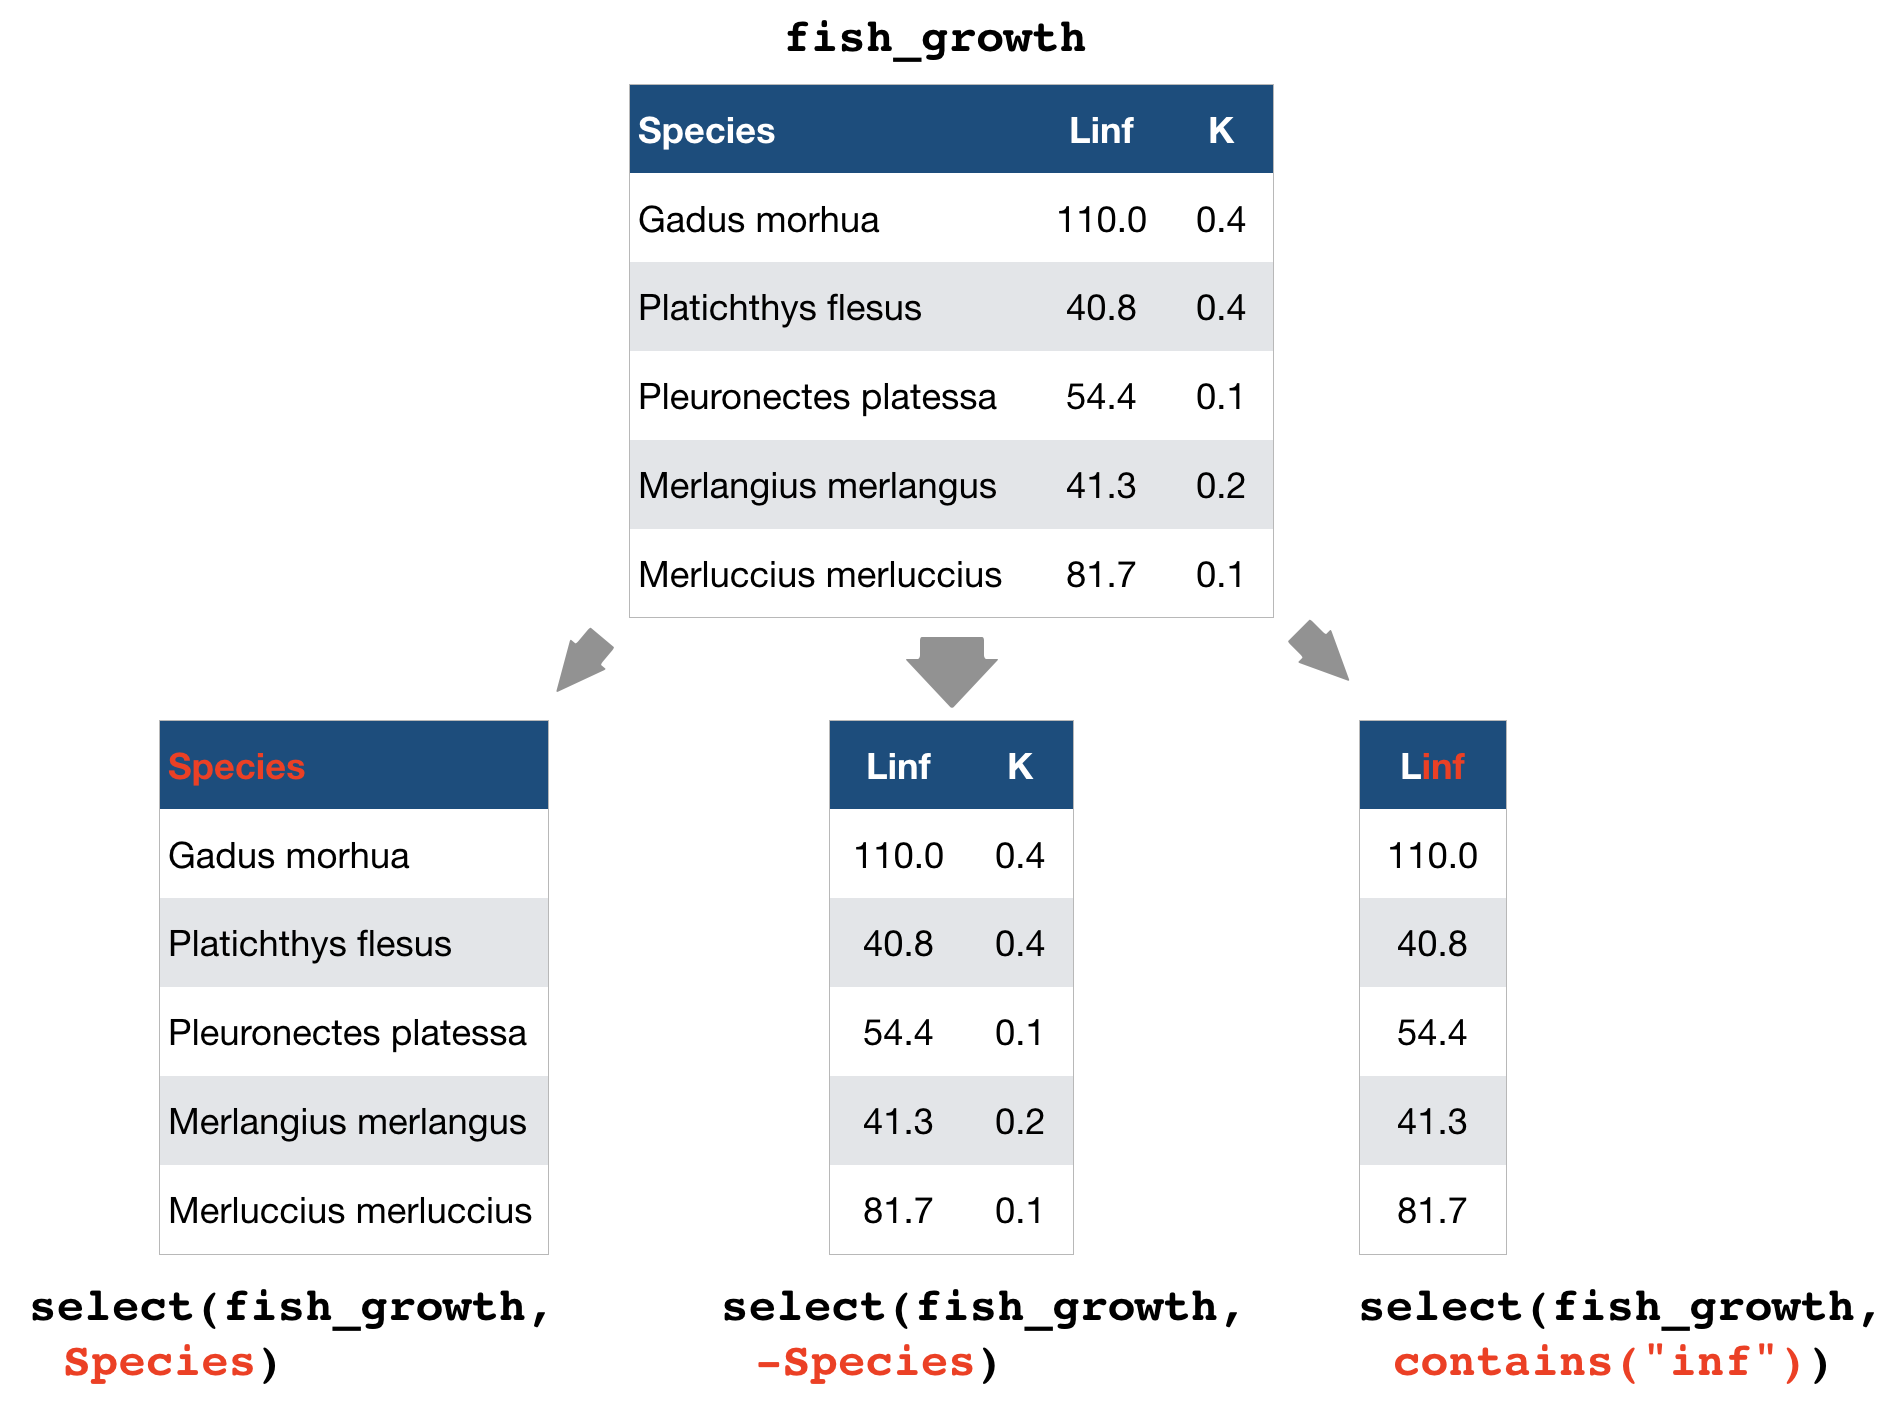 fish_growth
Species Linf K
Gadus morhua 110.0 0.4
Platichthys flesus 40.8 0.4
Pleuronectes platessa 54.4 0.1
Merlangius merlangus 41.3 0.2
Merluccius merluccius 81.7 0.1
Species
Gadus morhua
Platichthys flesus
Pleuronectes platessa
Merlangius merlangus
Merluccius merluccius
select(fish_growth,
Species)
Linf K
110.0 0.4
40.8 0.4
54.4 0.1
41.3 0.2
81.7 0.1
select(fish_growth,
-Species)
Linf
110.0
40.8
54.4
41.3
81.7
select(fish_growth,
contains("inf"))